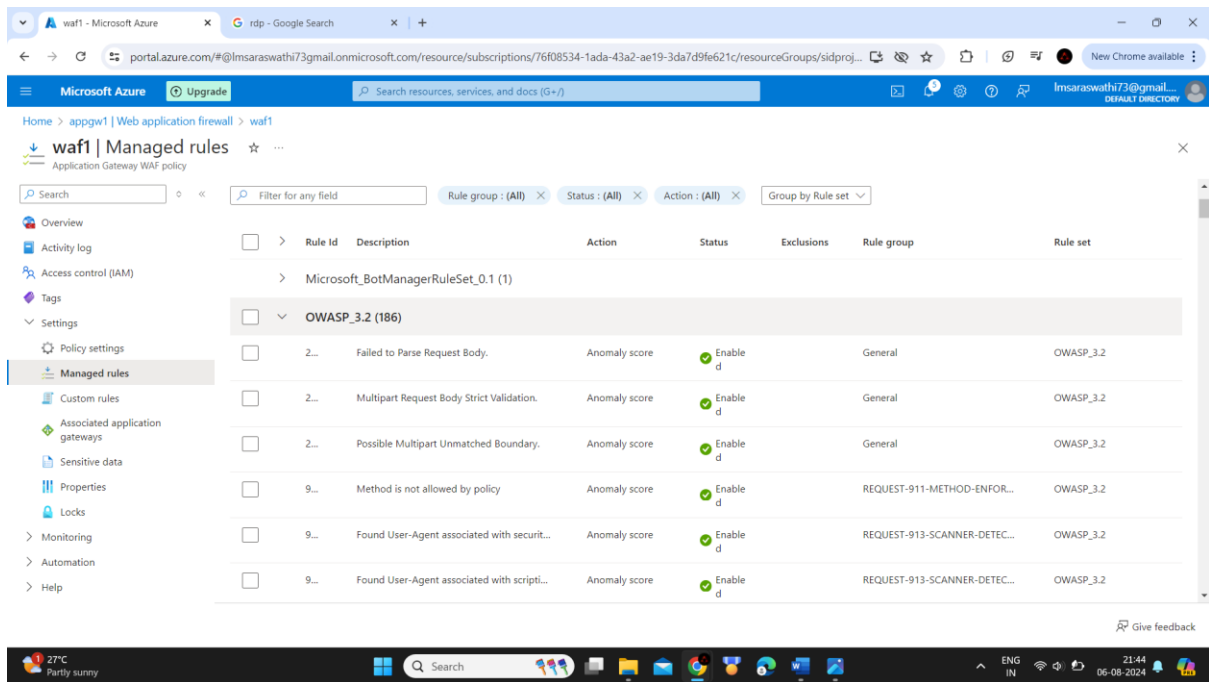 waf1 - Microsoft Azure
rdp - Google Search
portal.azure.com/#@lmsaraswathi73gmail.onmicrosoft.com/resource/subscriptions/76f08534-1ada-43a2-ae19-3da7d9fe621c/resourceGroups/sidproj...
New Chrome available
Microsoft Azure
Upgrade
Search resources, services, and docs (G+/)
5
lmsaraswathi73@gmail....
DEFAULT DIRECTORY
Home > appgw1 | Web application firewall > waf1
waf1 | Managed rules
Application Gateway WAF policy
Search
Overview
Activity log
Access control (IAM)
Tags
Settings
Policy settings
Managed rules
Custom rules
Associated application
gateways
Sensitive data
Properties
Locks
Monitoring
Automation
Help
Filter for any field
Rule group : (All)
Status : (All)
Action : (All)
Group by Rule set
Rule Id Description Action Status Exclusions Rule group Rule set
Microsoft_BotManagerRuleSet_0.1 (1)
OWASP_3.2 (186)
2... Failed to Parse Request Body. Anomaly score Enable General OWASP_3.2
d
2... Multipart Request Body Strict Validation. Anomaly score Enable General OWASP_3.2
d
2... Possible Multipart Unmatched Boundary. Anomaly score Enable General OWASP_3.2
d
9... Method is not allowed by policy Anomaly score Enable REQUEST-911-METHOD-ENFOR... OWASP_3.2
d
9... Found User-Agent associated with securit... Anomaly score Enable REQUEST-913-SCANNER-DETEC... OWASP_3.2
d
9... Found User-Agent associated with scripti... Anomaly score Enable REQUEST-913-SCANNER-DETEC... OWASP_3.2
d
Give feedback
1
27°C
Partly sunny
Search
ENG
IN
21:44
06-08-2024